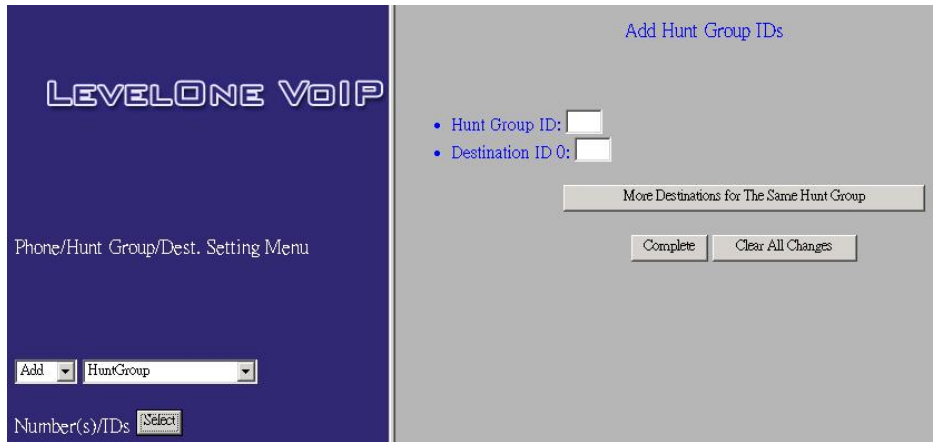 LevelOne VoIP
Phone/Hunt Group/Dest. Setting Menu
Add HuntGroup
Number(s)/IDs Select
Add Hunt Group IDs
• Hunt Group ID:
• Destination ID 0:
More Destinations for The Same Hunt Group
Complete Clear All Changes